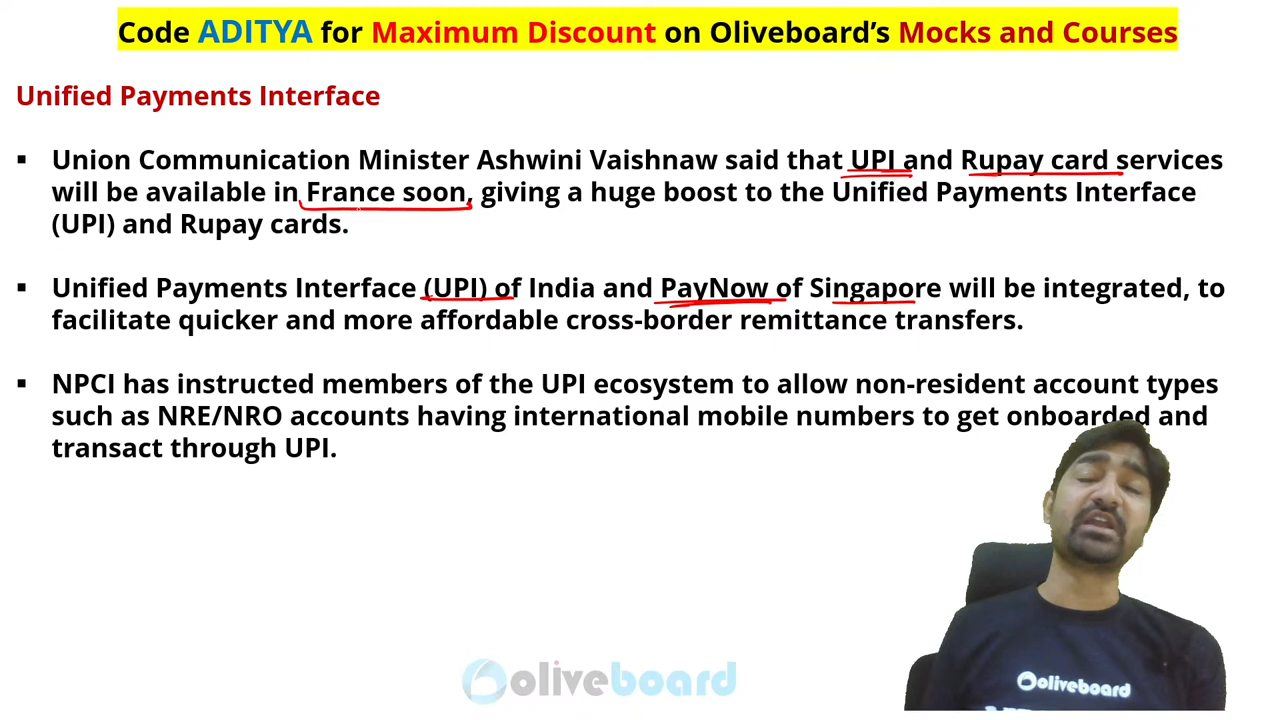 Code ADITYA for Maximum Discount on Oliveboard's Mocks and Courses
Unified Payments Interface
▪ Union Communication Minister Ashwini Vaishnaw said that UPI and Rupay card services
will be available in France soon, giving a huge boost to the Unified Payments Interface
(UPI) and Rupay cards.
▪ Unified Payments Interface (UPI) of India and PayNow of Singapore will be integrated, to
facilitate quicker and more affordable cross-border remittance transfers.
▪ NPCI has instructed members of the UPI ecosystem to allow non-resident account types
such as NRE/NRO accounts having international mobile numbers to get onboarded and
transact through UPI.
oliveboard
oliveboard